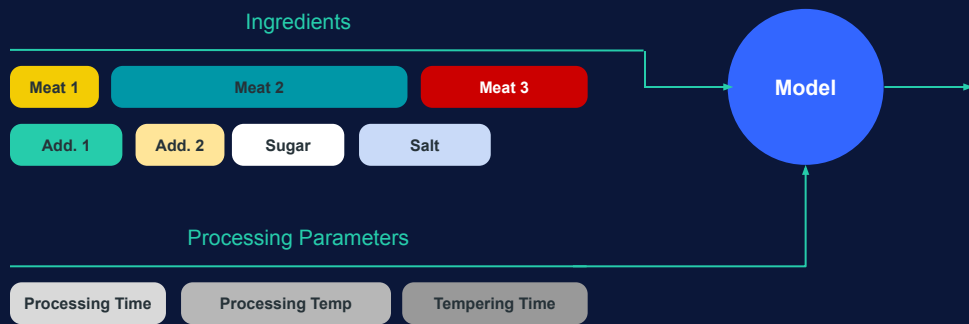 Ingredients
Meat 1 Meat 2 Meat 3
Model
Add. 1 Add. 2 Sugar Salt
Processing Parameters
Processing Time Processing Temp Tempering Time